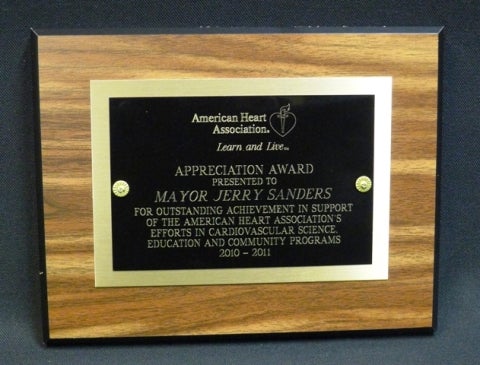 American Heart
Association®
Learn and Live℠
APPRECIATION AWARD
PRESENTED TO
MAYOR JERRY SANDERS
FOR OUTSTANDING ACHIEVEMENT IN SUPPORT
OF THE AMERICAN HEART ASSOCIATION'S
EFFORTS IN CARDIOVASCULAR SCIENCE,
EDUCATION AND COMMUNITY PROGRAMS
2010 - 2011